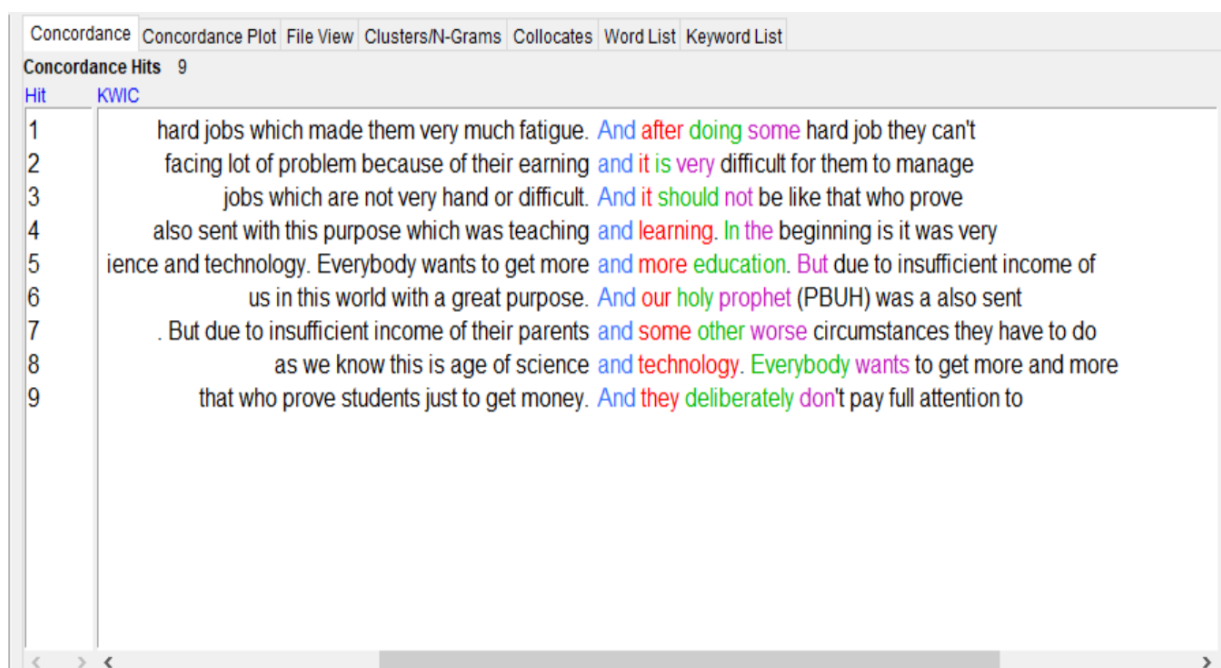 Concordance Concordance Plot File View Clusters/N-Grams Collocates Word List Keyword List
Concordance Hits 9
Hit KWIC
1 hard jobs which made them very much fatigue. And after doing some hard job they can't
2 facing lot of problem because of their earning and it is very difficult for them to manage
3 jobs which are not very hand or difficult. And it should not be like that who prove
4 also sent with this purpose which was teaching and learning. In the beginning is it was very
5 ience and technology. Everybody wants to get more and more education. But due to insufficient income of
6 us in this world with a great purpose. And our holy prophet (PBUH) was a also sent
7 . But due to insufficient income of their parents and some other worse circumstances they have to do
8 as we know this is age of science and technology. Everybody wants to get more and more
9 that who prove students just to get money. And they deliberately don't pay full attention to